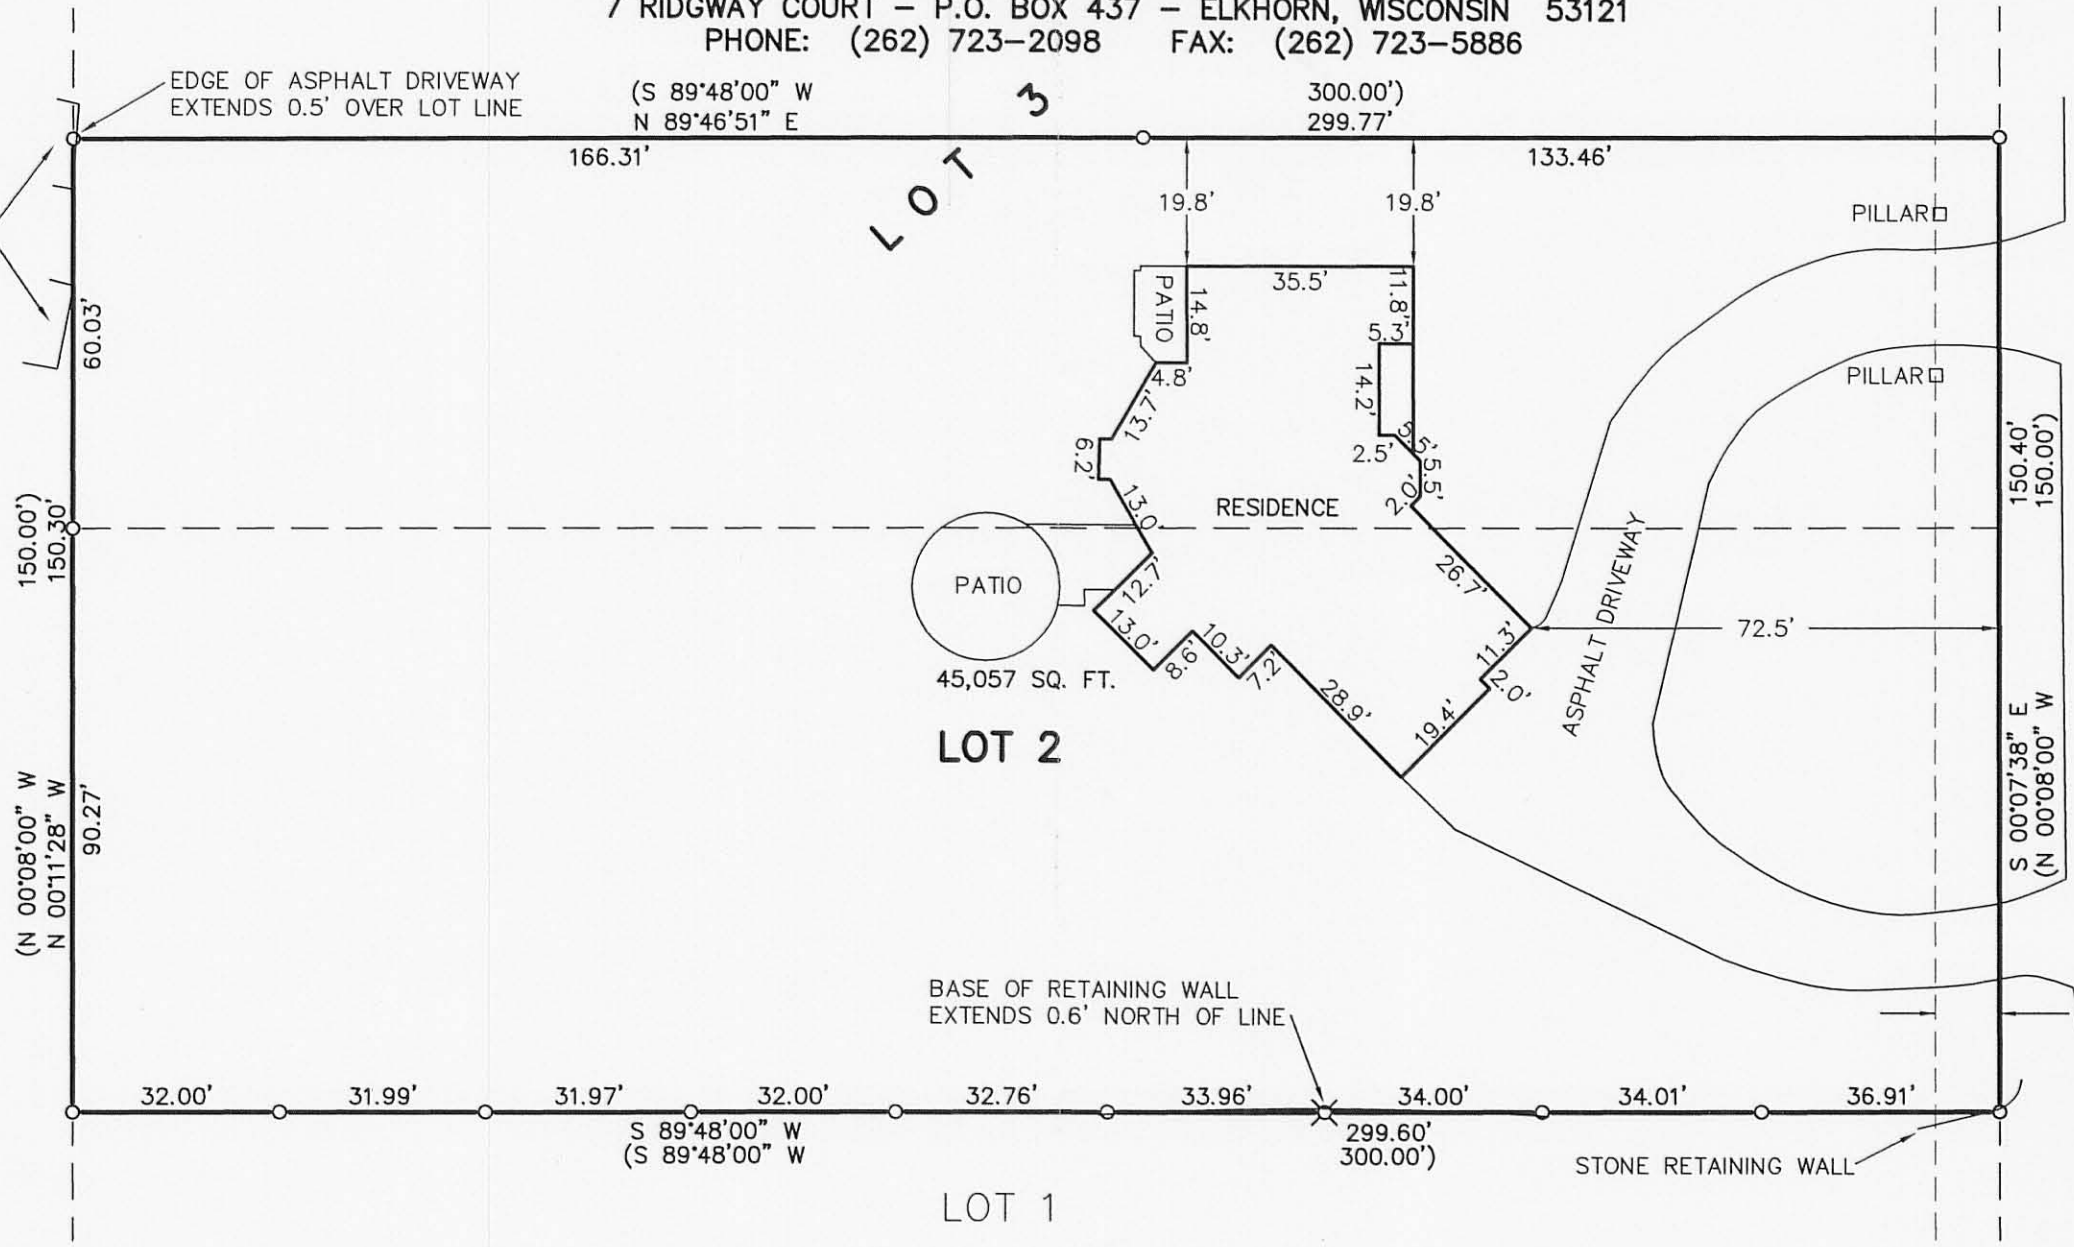 7 RIDGWAY COURT – P.O. BOX 437 – ELKHORN, WISCONSIN 53121
PHONE: (262) 723–2098 FAX: (262) 723–5886
EDGE OF ASPHALT DRIVEWAY
EXTENDS 0.5' OVER LOT LINE
(S 89°48'00" W 300.00')
N 89°46'51" E 299.77'
166.31'
133.46'
LOT 3
19.8'
19.8'
PILLAR
PILLAR
35.5'
PATIO
14.8'
11.8'
5.3'
4.8'
14.2'
13.7'
5.5'
2.5'
5.5'
6.2'
2.0'
13.0'
RESIDENCE
60.03'
150.00')
150.30'
(N 00°08'00" W
N 00°11'28" W
90.27'
150.40'
150.00')
S 00°07'38" E
(N 00°08'00" W
PATIO
12.7'
26.7'
13.0'
8.6'
10.3'
7.2'
28.9'
11.3'
2.0'
19.4'
72.5'
ASPHALT DRIVEWAY
45,057 SQ. FT.
LOT 2
BASE OF RETAINING WALL
EXTENDS 0.6' NORTH OF LINE
32.00' 31.99' 31.97' 32.00' 32.76' 33.96' 34.00' 34.01' 36.91'
S 89°48'00" W 299.60'
(S 89°48'00" W 300.00')
STONE RETAINING WALL
LOT 1